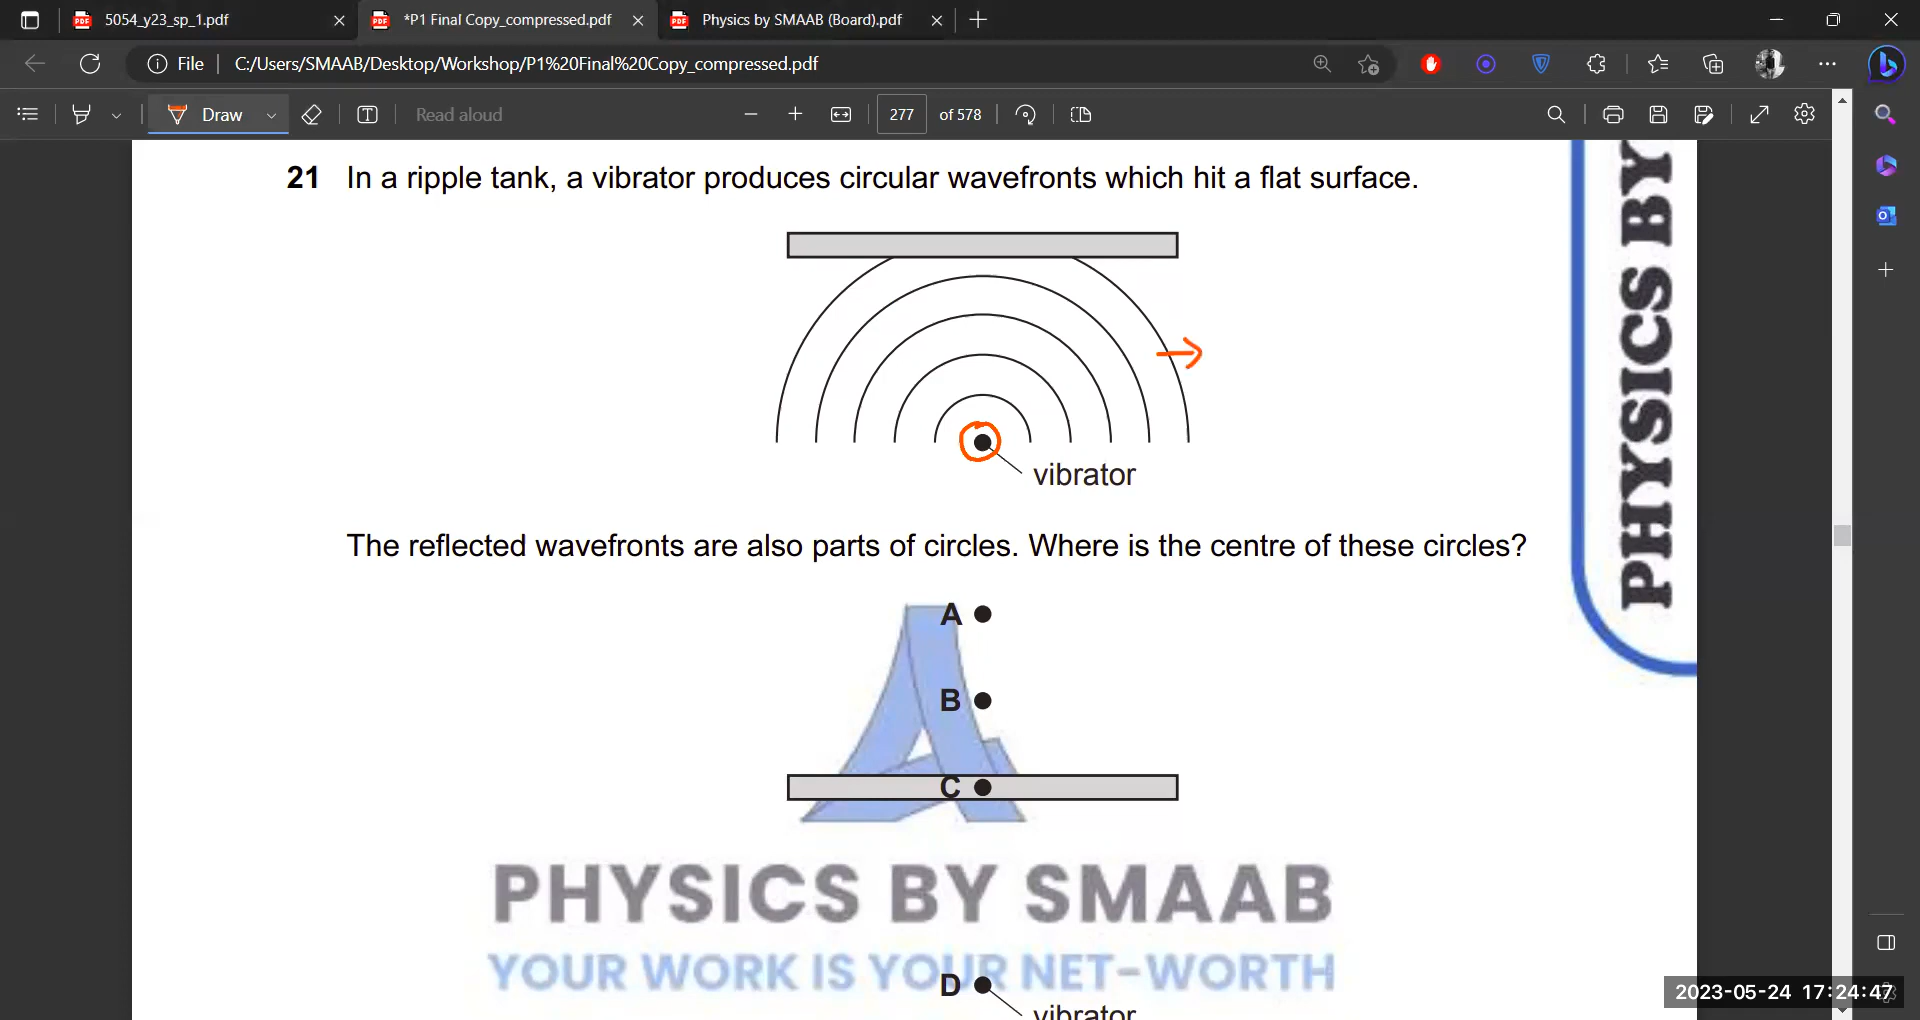 5054_y23_sp_1.pdf
*P1 Final Copy_compressed.pdf
Physics by SMAAB (Board).pdf
File
C:/Users/SMAAB/Desktop/Workshop/P1%20Final%20Copy_compressed.pdf
Draw
Read aloud
277 of 578
21 In a ripple tank, a vibrator produces circular wavefronts which hit a flat surface.
vibrator
The reflected wavefronts are also parts of circles. Where is the centre of these circles?
A
B
C
PHYSICS BY SMAAB
YOUR WORK IS YOUR NET-WORTH
D
vibrator
PHYSICS BY
2023-05-24 17:24:47